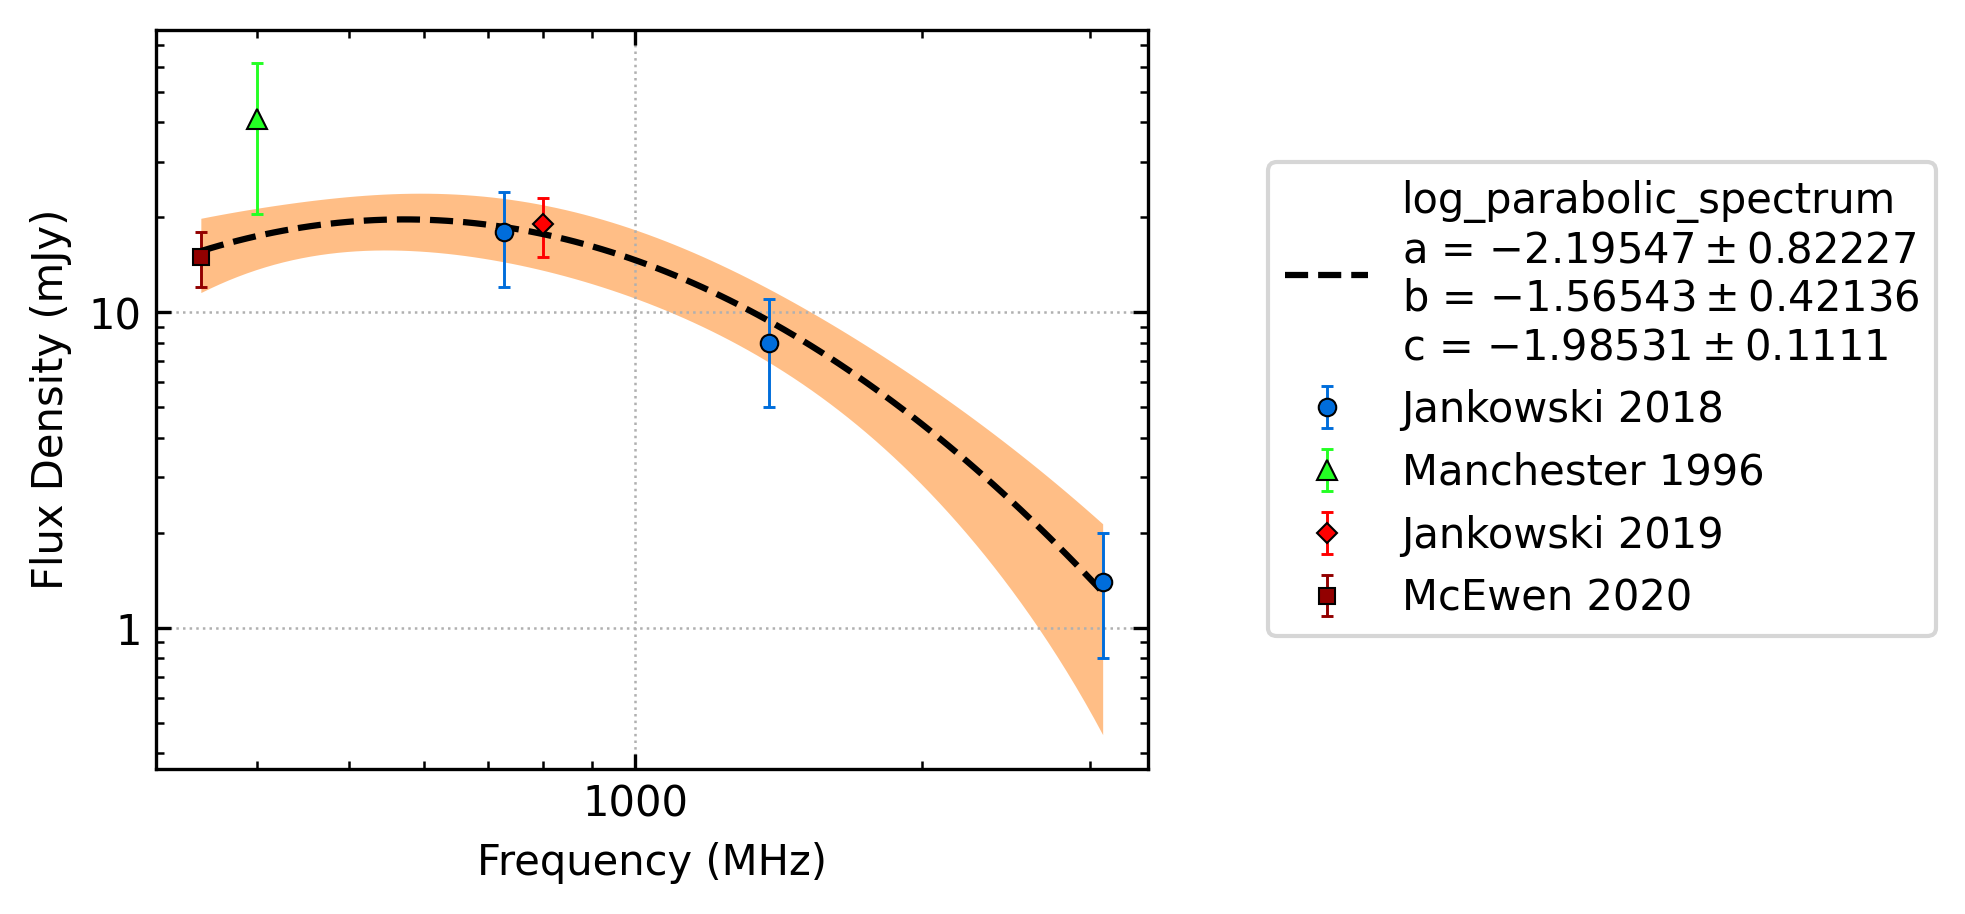 Flux Density (mJy)
10
1
1000
Frequency (MHz)
log_parabolic_spectrum
a = −2.19547 ± 0.82227
b = −1.56543 ± 0.42136
c = −1.98531 ± 0.1111
Jankowski 2018
Manchester 1996
Jankowski 2019
McEwen 2020